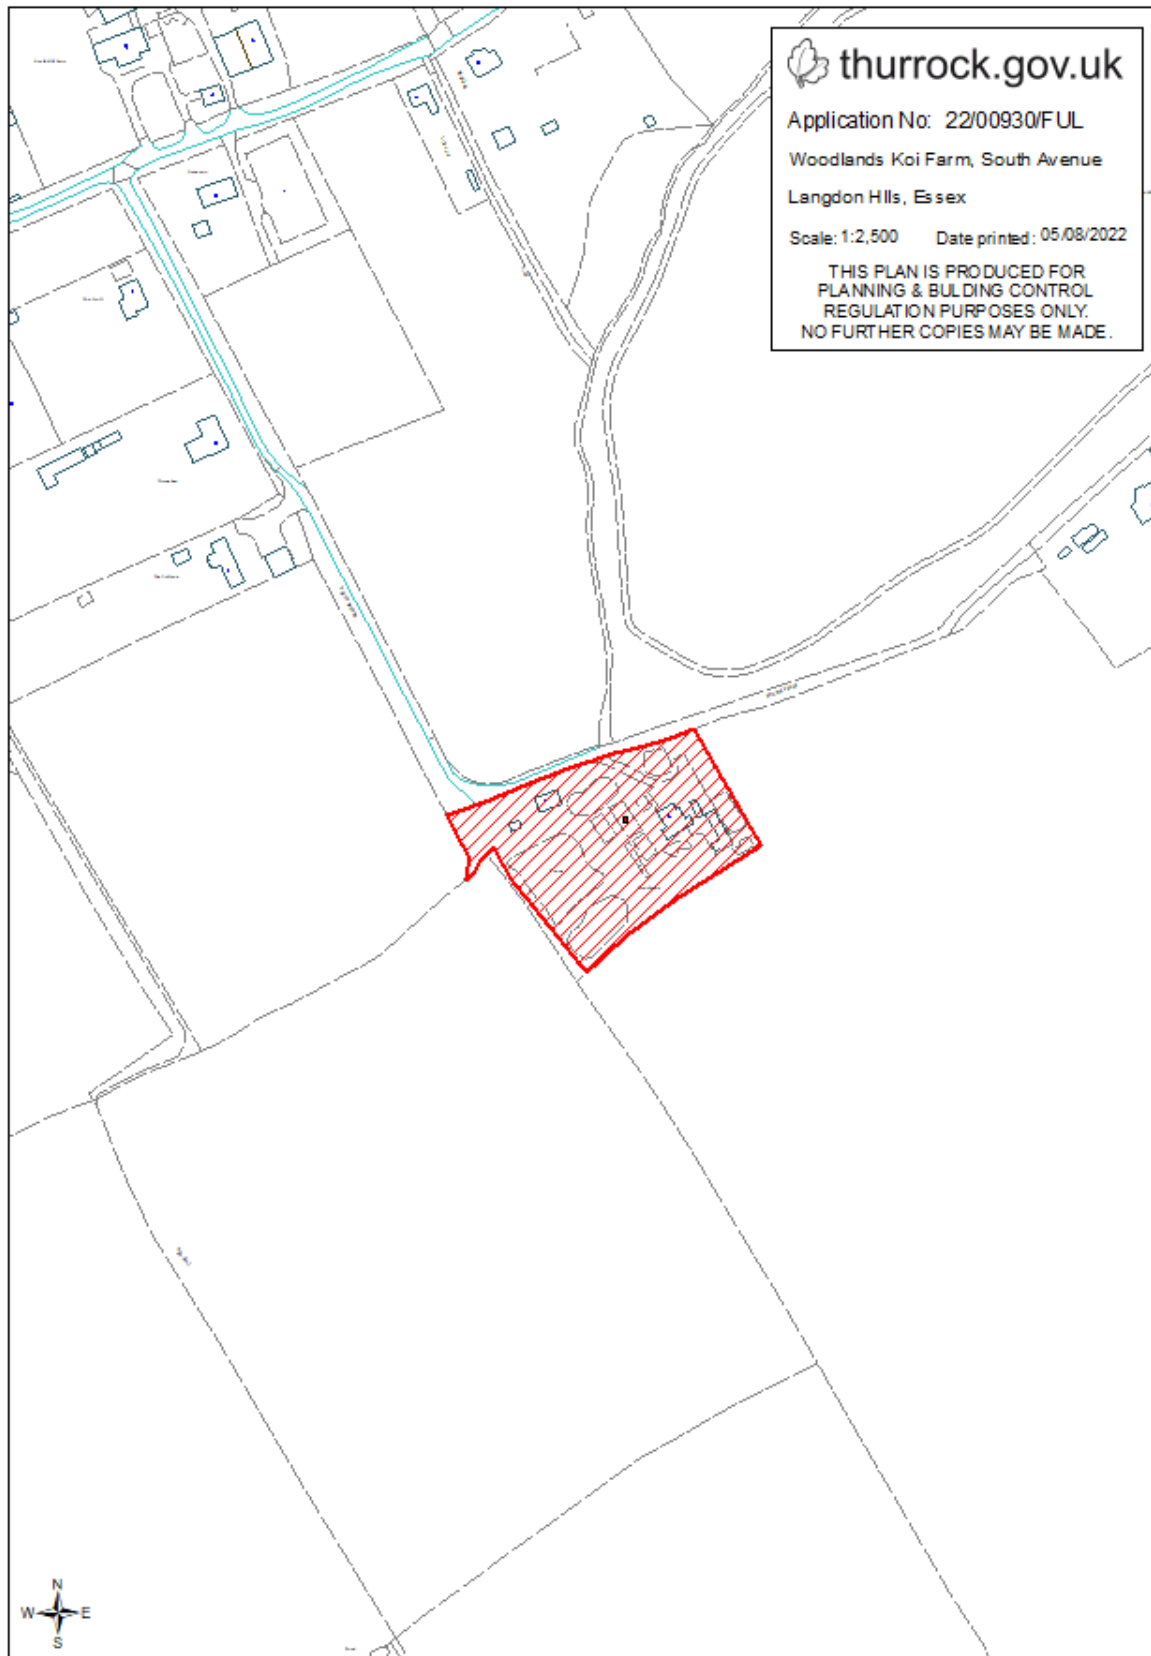 thurrock.gov.uk
Application No: 22/00930/FUL
Woodlands Koi Farm, South Avenue
Langdon HIls, Essex
Scale: 1:2,500 Date printed: 05/08/2022
THIS PLAN IS PRODUCED FOR
PLANNING & BULDING CONTROL
REGULATION PURPOSES ONLY.
NO FURTHER COPIES MAY BE MADE.
N
W E
S